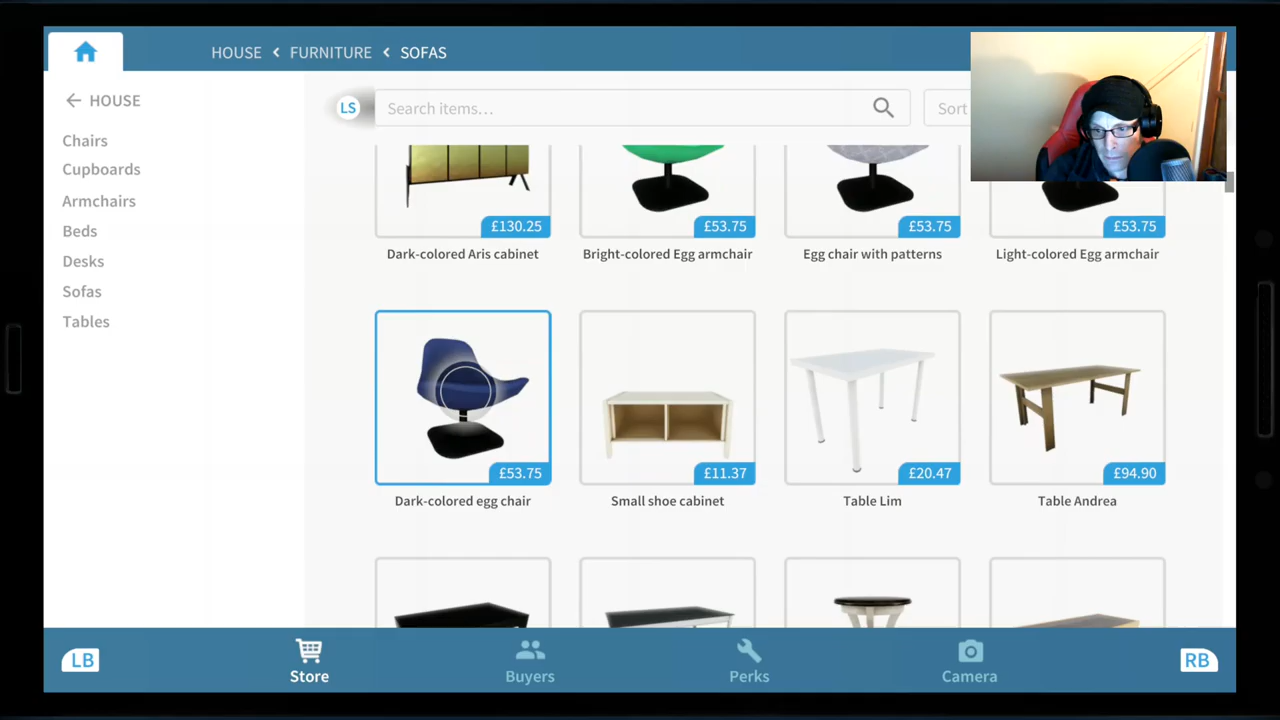 HOUSE < FURNITURE < SOFAS
HOUSE
Chairs
Cupboards
Armchairs
Beds
Desks
Sofas
Tables
LS
Search items...
Sort
£130.25
£53.75
£53.75
£53.75
Dark-colored Aris cabinet
Bright-colored Egg armchair
Egg chair with patterns
Light-colored Egg armchair
£53.75
£11.37
£20.47
£94.90
Dark-colored egg chair
Small shoe cabinet
Table Lim
Table Andrea
LB
Store
Buyers
Perks
Camera
RB